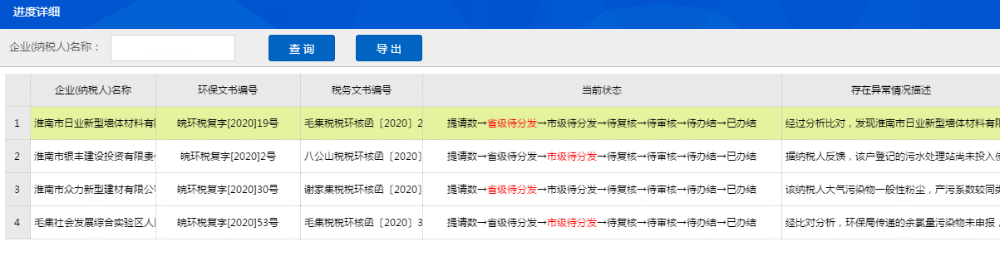 进度细细
企业(纳税人)名称： 查 询 导 出
企业(纳税人)名称 环保文书编号 税务文书编号 当前状态 存在异常情况描述
1 淮南市日业新型墙体材料有 皖环税复字[2020]19号 毛集税税环核函〔2020〕2 提请数→省级待分发→市级待分发→待复核→待审核→待办结→已办结 经过分析比对，发现淮南市日业新型墙体材料有
2 淮南市银丰建设投资有限责 皖环税复字[2020]2号 八公山税税环核函〔2020〕 提请数→省级待分发→市级待分发→待复核→待审核→待办结→已办结 据纳税人反馈，该户登记的污水处理站尚未投入
3 淮南市众力新型建材有限公 皖环税复字[2020]30号 谢家集税税环核函〔2020〕 提请数→省级待分发→市级待分发→待复核→待审核→待办结→已办结 该纳税人大气污染物一般性粉尘，产污系数较同类
4 毛集社会发展综合实验区人 皖环税复字[2020]53号 毛集税税环核函〔2020〕3 提请数→省级待分发→市级待分发→待复核→待审核→待办结→已办结 经比对分析，环保局传递的余氯量污染物未申报，